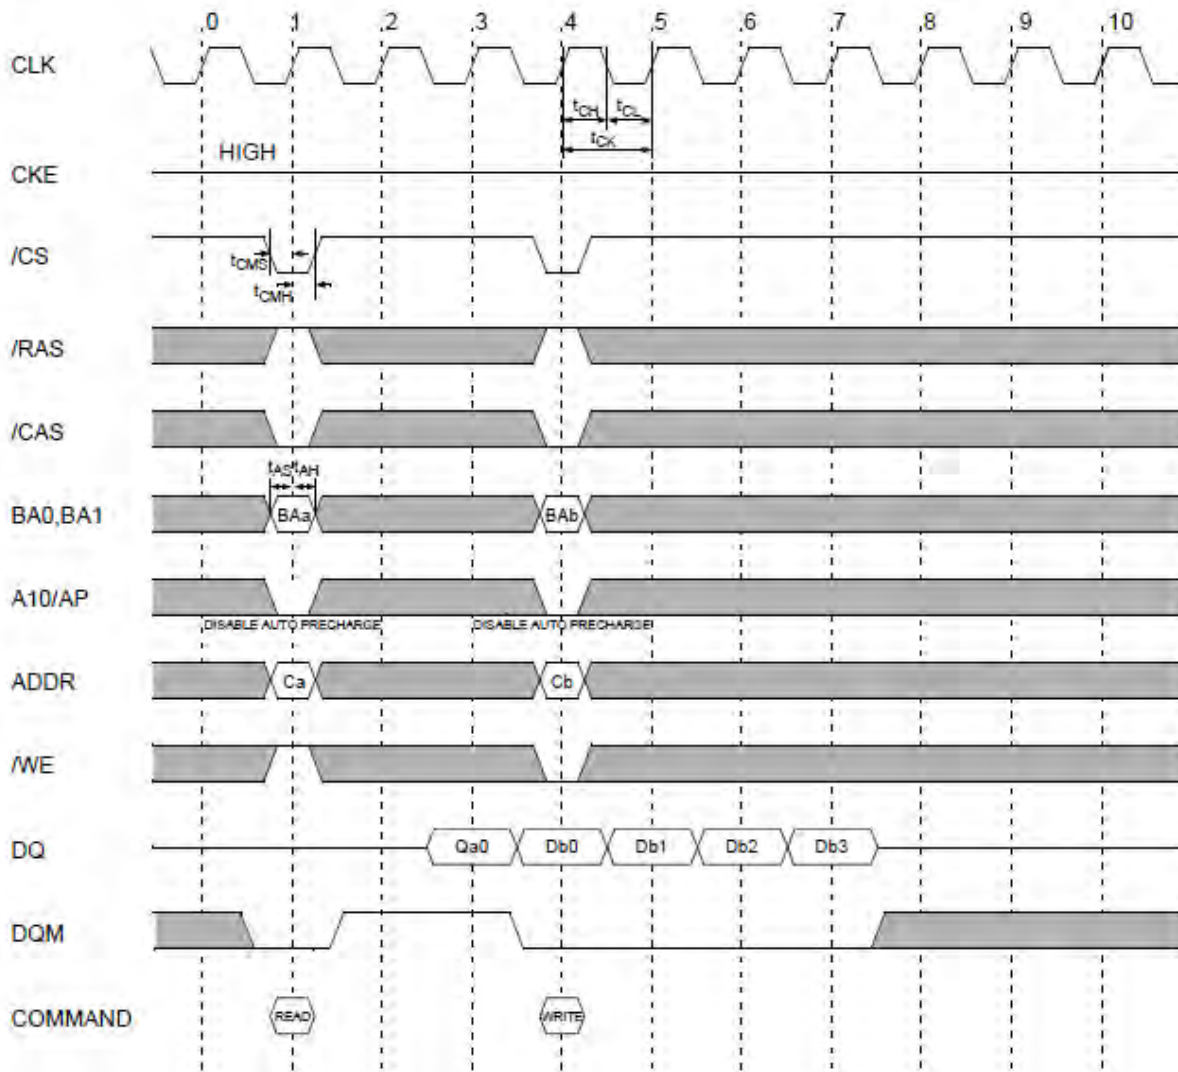 0 1 2 3 4 5 6 7 8 9 10
CLK
tCH tCL
tCK
HIGH
CKE
/CS
tCMS
tCMH
/RAS
/CAS
tAS tAH
BA0,BA1 BAa BAb
A10/AP
DISABLE AUTO PRECHARGE DISABLE AUTO PRECHARGE
ADDR Ca Cb
/WE
DQ Qa0 Db0 Db1 Db2 Db3
DQM
COMMAND READ WRITE